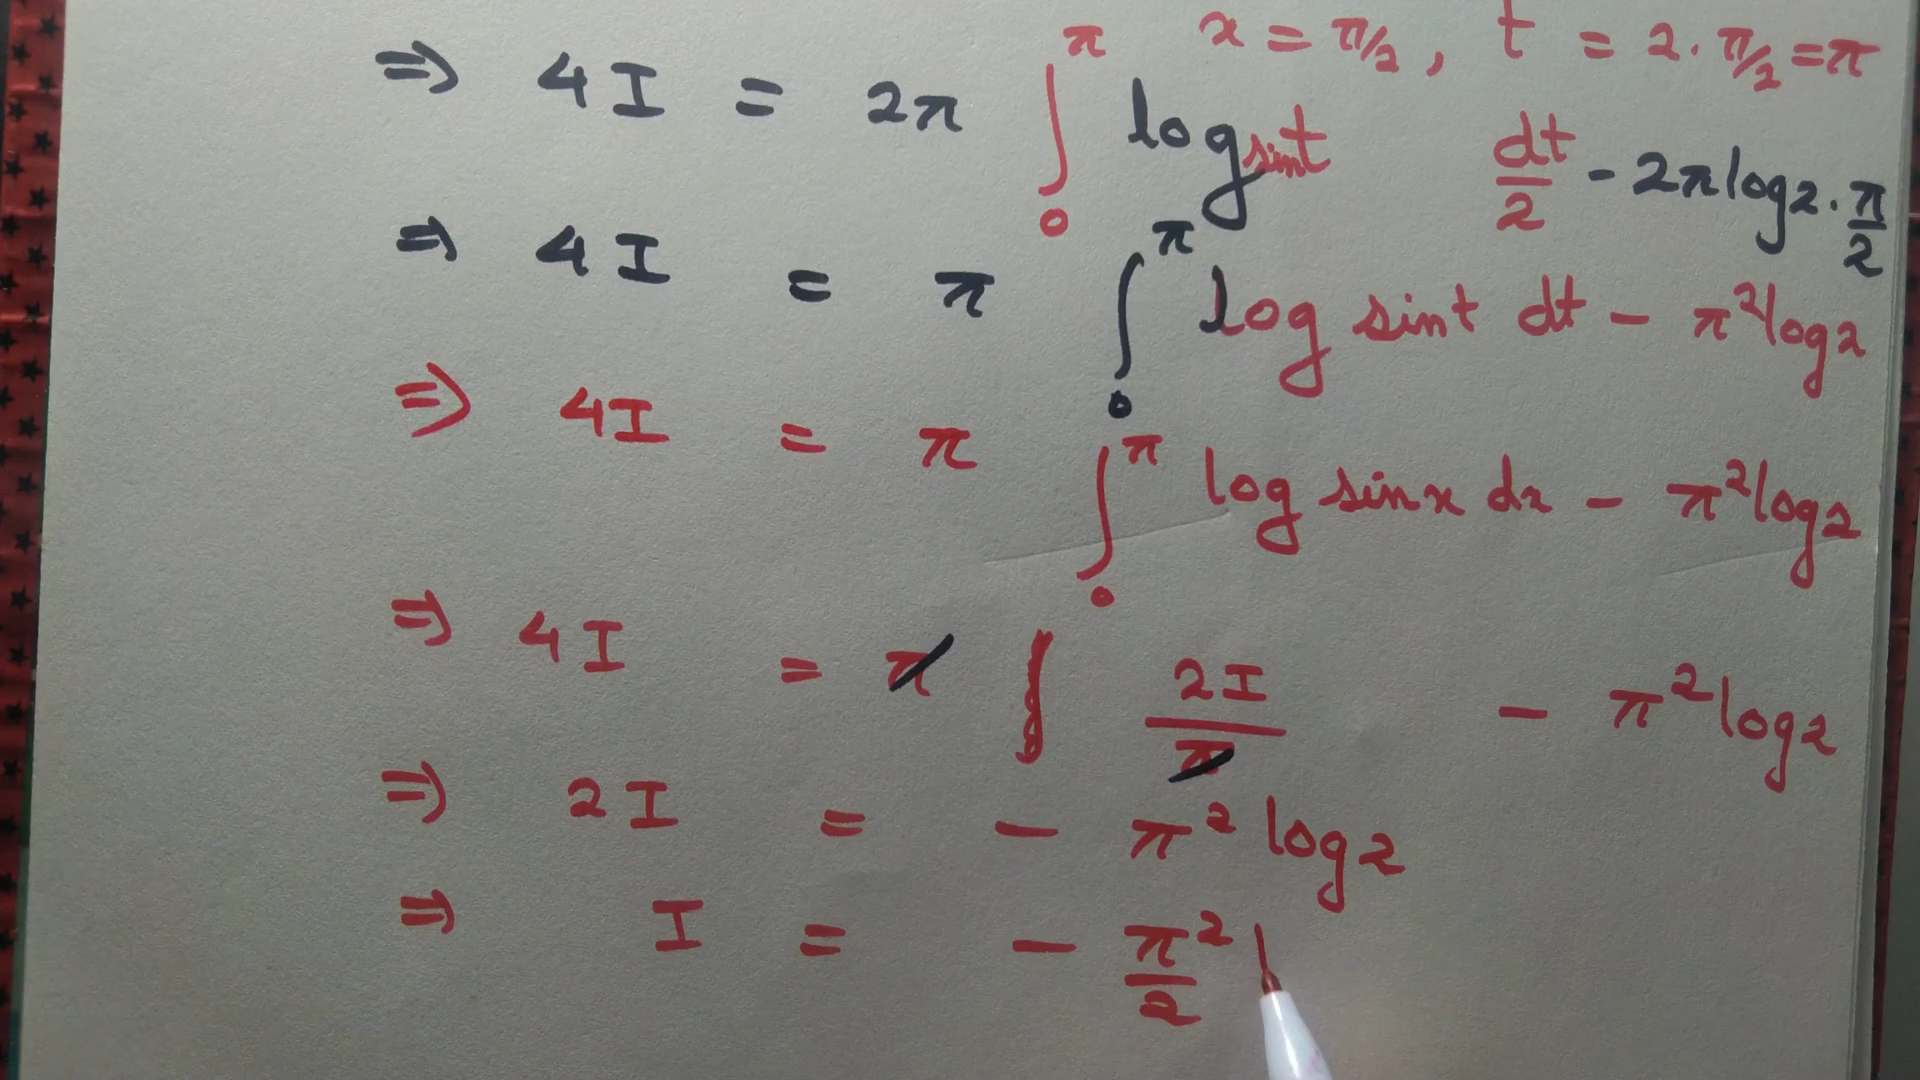 x = π/2, t = 2·π/2 = π
⇒ 4I = 2π ∫₀^π log sint dt/2 - 2π log2·π/2
⇒ 4I = π ∫₀^π log sint dt - π² log2
⇒ 4I = π ∫₀^π log sinx dx - π² log2
⇒ 4I = π 2I/π - π² log2
⇒ 2I = - π² log2
⇒ I = - π²/2 l